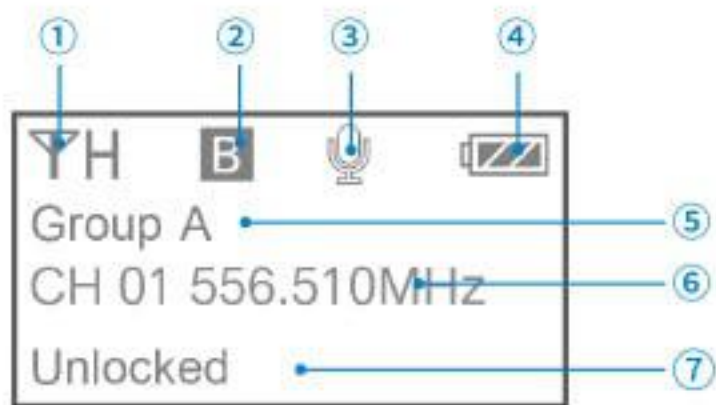 ① ② ③ ④
H B
Group A ⑤
CH 01 556.510MHz ⑥
Unlocked ⑦